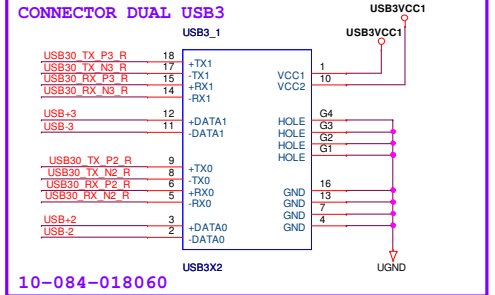 CONNECTOR DUAL USB3
USB3VCC1
USB3_1
USB3VCC1
USB30_TX_P3_R 18 +TX1
USB30_TX_N3_R 17 -TX1 VCC1 1
USB30_RX_P3_R 15 +RX1 VCC2 10
USB30_RX_N3_R 14 -RX1
USB+3 12 +DATA1 HOLE G4
USB-3 11 -DATA1 HOLE G3
HOLE G2
HOLE G1
USB30_TX_P2_R 9 +TX0
USB30_TX_N2_R 8 -TX0
USB30_RX_P2_R 6 +RX0 GND 16
USB30_RX_N2_R 5 -RX0 GND 13
GND 7
USB+2 3 +DATA0 GND 4
USB-2 2 -DATA0
USB3X2 UGND
10-084-018060